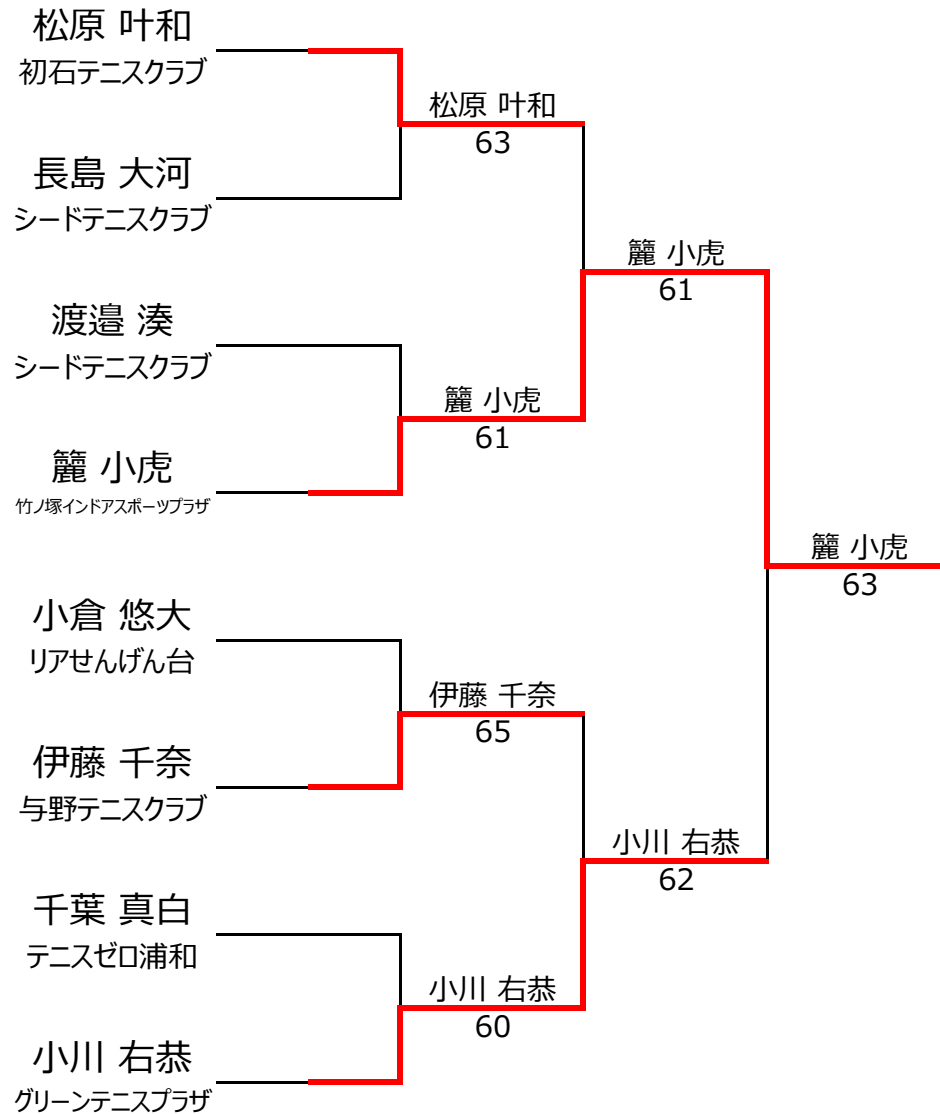 松原 叶和
初石テニスクラブ
長島 大河
シードテニスクラブ
渡邉 湊
シードテニスクラブ
籠 小虎
竹ノ塚インドアスポーツプラザ
小倉 悠大
リアせんげん台
伊藤 千奈
与野テニスクラブ
千葉 真白
テニスゼロ浦和
小川 右恭
グリーンテニスプラザ
松原 叶和
63
麓 小虎
61
伊藤 千奈
65
小川 右恭
60
麓 小虎
61
小川 右恭
62
麓 小虎
63